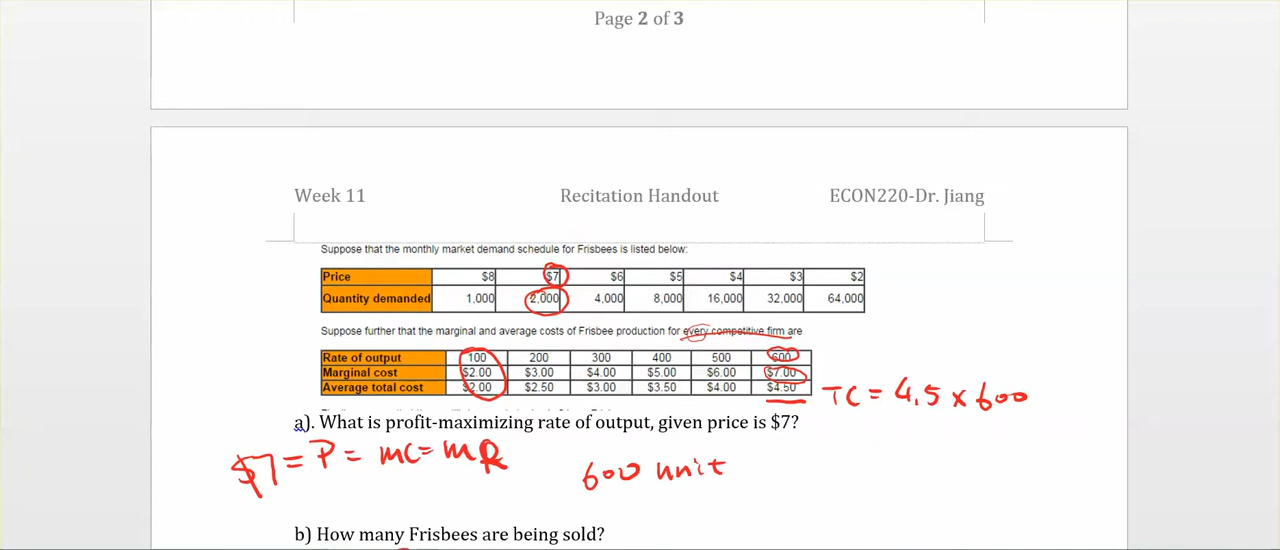 Page 2 of 3
Week 11 Recitation Handout ECON220-Dr. Jiang
Suppose that the monthly market demand schedule for Frisbees is listed below:
Price $8 $7 $6 $5 $4 $3 $2
Quantity demanded 1,000 2,000 4,000 8,000 16,000 32,000 64,000
Suppose further that the marginal and average costs of Frisbee production for every competitive firm are
Rate of output 100 200 300 400 500 600
Marginal cost $2.00 $3.00 $4.00 $5.00 $6.00 $7.00
Average total cost $2.00 $2.50 $3.00 $3.50 $4.00 $4.50
TC = 4.5 × 600
a). What is profit-maximizing rate of output, given price is $7?
$7 = P = MC = MR
600 unit
b) How many Frisbees are being sold?